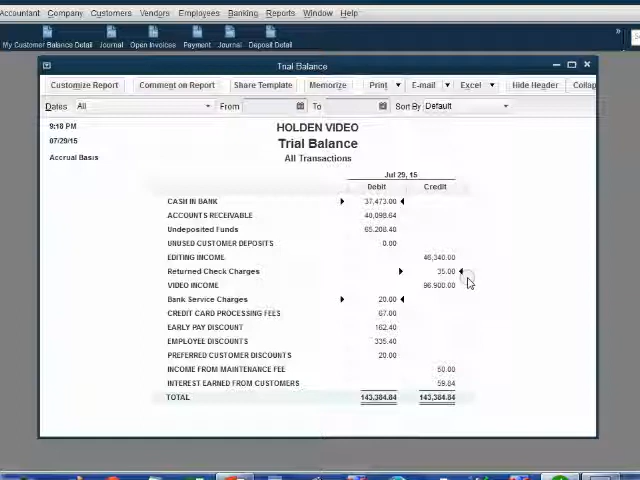 Accountant Company Customers Vendors Employees Banking Reports Window Help
My Customer Balance Detail Journal Open Invoices Payment Journal Deposit Detail »
Trial Balance
Customize Report Comment on Report Share Template Memorize Print E-mail Excel Hide Header Collap
Dates All From To Sort By Default
9:18 PM
07/29/15
Accrual Basis
HOLDEN VIDEO
Trial Balance
All Transactions
Jul 29, 15
Debit Credit
CASH IN BANK 37,473.00
ACCOUNTS RECEIVABLE 40,098.64
Undeposited Funds 65,208.40
UNUSED CUSTOMER DEPOSITS 0.00
EDITING INCOME 46,340.00
Returned Check Charges 35.00
VIDEO INCOME 96,900.00
Bank Service Charges 20.00
CREDIT CARD PROCESSING FEES 67.00
EARLY PAY DISCOUNT 162.40
EMPLOYEE DISCOUNTS 335.40
PREFERRED CUSTOMER DISCOUNTS 20.00
INCOME FROM MAINTENANCE FEE 50.00
INTEREST EARNED FROM CUSTOMERS 59.84
TOTAL 143,384.84 143,384.84